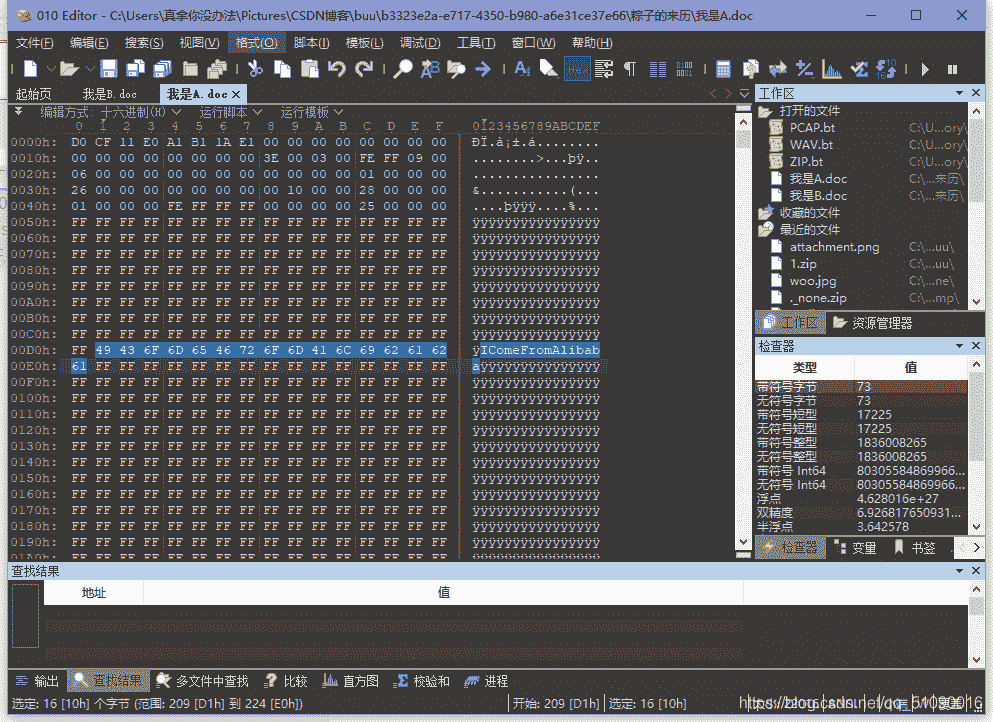 010 Editor - C:\Users\真拿你没办法\Pictures\CSDN博客\buu\b3323e2a-e717-4350-b980-a6e31ce37e66\粽子的来历\我是A.doc
文件(F) 编辑(E) 搜索(S) 视图(V) 格式(O) 脚本(I) 模板(L) 调试(D) 工具(T) 窗口(W) 帮助(H)
起始页 我是B.doc 我是A.doc
编辑方式: 十六进制(H) 运行脚本 运行模板
0 1 2 3 4 5 6 7 8 9 A B C D E F 0123456789ABCDEF
0000h: D0 CF 11 E0 A1 B1 1A E1 00 00 00 00 00 00 00 00 ÐÏ.à¡±.á........
0010h: 00 00 00 00 00 00 00 00 3E 00 03 00 FE FF 09 00 ........>...þÿ..
0020h: 06 00 00 00 00 00 00 00 00 00 00 00 01 00 00 00 ................
0030h: 26 00 00 00 00 00 00 00 00 10 00 00 28 00 00 00 &...........(...
0040h: 01 00 00 00 FE FF FF FF 00 00 00 00 25 00 00 00 ....þÿÿÿ....%...
0050h: FF FF FF FF FF FF FF FF FF FF FF FF FF FF FF FF ÿÿÿÿÿÿÿÿÿÿÿÿÿÿÿÿ
0060h: FF FF FF FF FF FF FF FF FF FF FF FF FF FF FF FF ÿÿÿÿÿÿÿÿÿÿÿÿÿÿÿÿ
0070h: FF FF FF FF FF FF FF FF FF FF FF FF FF FF FF FF ÿÿÿÿÿÿÿÿÿÿÿÿÿÿÿÿ
0080h: FF FF FF FF FF FF FF FF FF FF FF FF FF FF FF FF ÿÿÿÿÿÿÿÿÿÿÿÿÿÿÿÿ
0090h: FF FF FF FF FF FF FF FF FF FF FF FF FF FF FF FF ÿÿÿÿÿÿÿÿÿÿÿÿÿÿÿÿ
00A0h: FF FF FF FF FF FF FF FF FF FF FF FF FF FF FF FF ÿÿÿÿÿÿÿÿÿÿÿÿÿÿÿÿ
00B0h: FF FF FF FF FF FF FF FF FF FF FF FF FF FF FF FF ÿÿÿÿÿÿÿÿÿÿÿÿÿÿÿÿ
00C0h: FF FF FF FF FF FF FF FF FF FF FF FF FF FF FF FF ÿÿÿÿÿÿÿÿÿÿÿÿÿÿÿÿ
00D0h: FF 49 43 6F 6D 65 46 72 6F 6D 41 6C 69 62 61 62 ÿIComeFromAlibab
00E0h: 61 FF FF FF FF FF FF FF FF FF FF FF FF FF FF FF aÿÿÿÿÿÿÿÿÿÿÿÿÿÿÿ
00F0h: FF FF FF FF FF FF FF FF FF FF FF FF FF FF FF FF ÿÿÿÿÿÿÿÿÿÿÿÿÿÿÿÿ
0100h: FF FF FF FF FF FF FF FF FF FF FF FF FF FF FF FF ÿÿÿÿÿÿÿÿÿÿÿÿÿÿÿÿ
0110h: FF FF FF FF FF FF FF FF FF FF FF FF FF FF FF FF ÿÿÿÿÿÿÿÿÿÿÿÿÿÿÿÿ
0120h: FF FF FF FF FF FF FF FF FF FF FF FF FF FF FF FF ÿÿÿÿÿÿÿÿÿÿÿÿÿÿÿÿ
0130h: FF FF FF FF FF FF FF FF FF FF FF FF FF FF FF FF ÿÿÿÿÿÿÿÿÿÿÿÿÿÿÿÿ
0140h: FF FF FF FF FF FF FF FF FF FF FF FF FF FF FF FF ÿÿÿÿÿÿÿÿÿÿÿÿÿÿÿÿ
0150h: FF FF FF FF FF FF FF FF FF FF FF FF FF FF FF FF ÿÿÿÿÿÿÿÿÿÿÿÿÿÿÿÿ
0160h: FF FF FF FF FF FF FF FF FF FF FF FF FF FF FF FF ÿÿÿÿÿÿÿÿÿÿÿÿÿÿÿÿ
0170h: FF FF FF FF FF FF FF FF FF FF FF FF FF FF FF FF ÿÿÿÿÿÿÿÿÿÿÿÿÿÿÿÿ
0180h: FF FF FF FF FF FF FF FF FF FF FF FF FF FF FF FF ÿÿÿÿÿÿÿÿÿÿÿÿÿÿÿÿ
0190h: FF FF FF FF FF FF FF FF FF FF FF FF FF FF FF FF ÿÿÿÿÿÿÿÿÿÿÿÿÿÿÿÿ
01A0h: FF FF FF FF FF FF FF FF FF FF FF FF FF FF FF FF ÿÿÿÿÿÿÿÿÿÿÿÿÿÿÿÿ
工作区
打开的文件
PCAP.bt C:\U...ory\
WAV.bt C:\U...ory\
ZIP.bt C:\U...ory\
我是A.doc C:\...来历\
我是B.doc C:\...来历\
收藏的文件
最近的文件
attachment.png C:\...uu\
1.zip C:\...uu\
woo.jpg C:\...ne\
._none.zip C:\...mp\
工作区 资源管理器
检查器
类型 值
带符号字节 73
无符号字节 73
带符号短型 17225
无符号短型 17225
带符号整型 1836008265
无符号整型 1836008265
带符号 Int64 80305584869966...
无符号 Int64 80305584869966...
浮点 4.628016e+27
双精度 6.926817650931...
半浮点 3.642578
检查器 变量 书签
查找结果
地址 值
输出 查找结果 多文件中查找 比较 直方图 校验和 进程
选定: 16 [10h] 个字节 (范围: 209 [D1h] 到 224 [E0h]) 开始: 209 [D1h] 选定: 16 [10h]
https://blog.csdn.net/qq_51090016